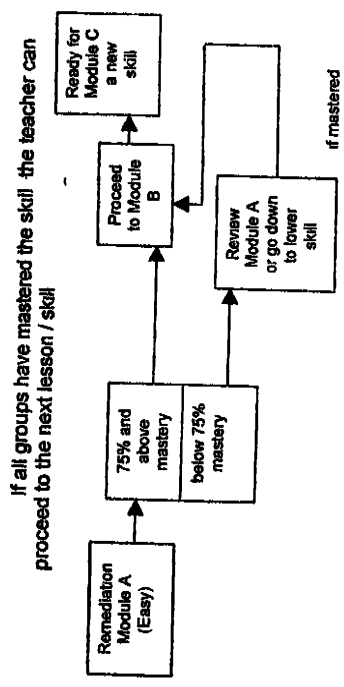 If all groups have mastered the skill the teacher can
proceed to the next lesson / skill
Remediation
Module A
(Easy)
75% and
above
mastery
below 75%
mastery
Proceed
to Module
B
Ready for
Module C
a new
skill
Review
Module A
or go down
to lower
skill
if mastered